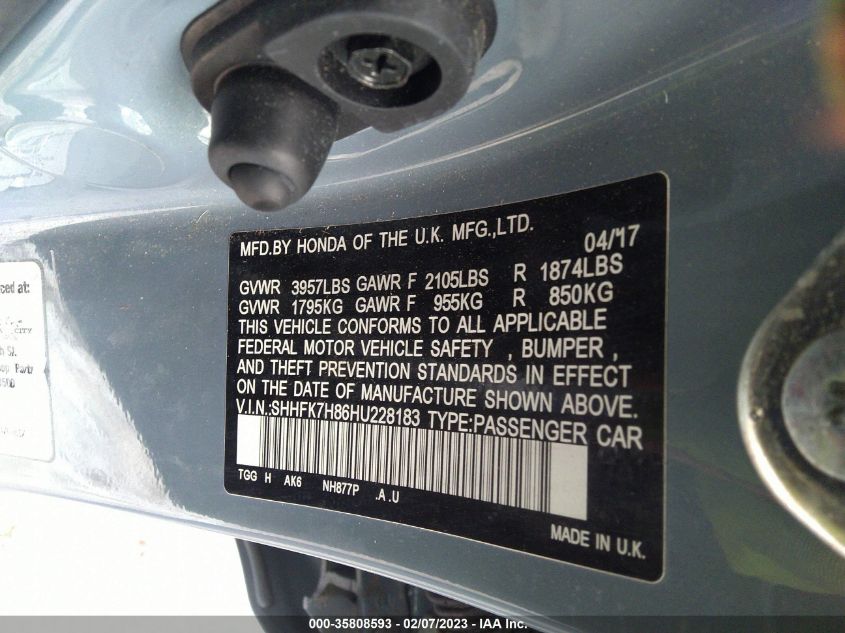 MFD.BY HONDA OF THE U.K. MFG.,LTD.
04/17
GVWR 3957LBS GAWR F 2105LBS R 1874LBS
GVWR 1795KG GAWR F 955KG R 850KG
THIS VEHICLE CONFORMS TO ALL APPLICABLE
FEDERAL MOTOR VEHICLE SAFETY , BUMPER ,
AND THEFT PREVENTION STANDARDS IN EFFECT
ON THE DATE OF MANUFACTURE SHOWN ABOVE.
V.I.N.:SHHFK7H86HU228183 TYPE:PASSENGER CAR
TGG H AK6 NH877P .A .U
MADE IN U.K.
ced at:
CITY
000-35808593 - 02/07/2023 - IAA Inc.